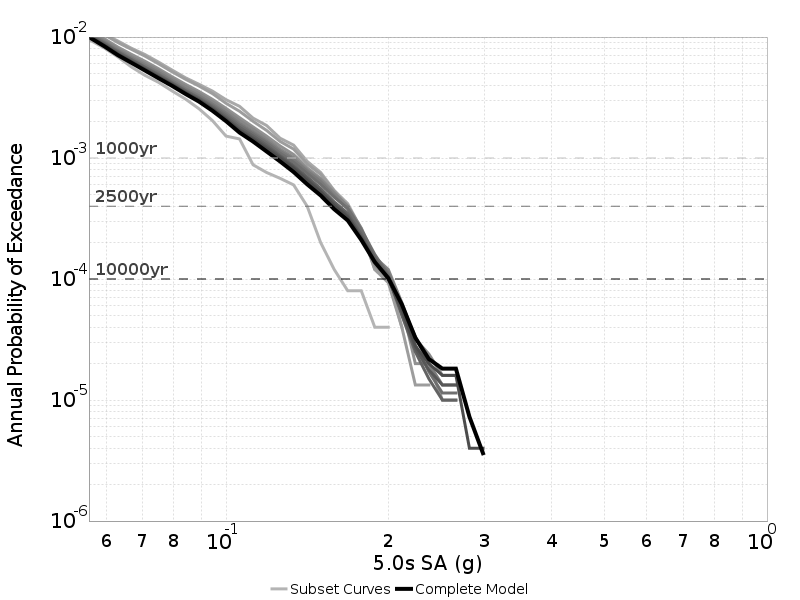 10-2
10-3
10-4
10-5
10-6
Annual Probability of Exceedance
1000yr
2500yr
10000yr
6 7 8 10-1 2 3 4 5 6 7 8 100
5.0s SA (g)
Subset Curves Complete Model